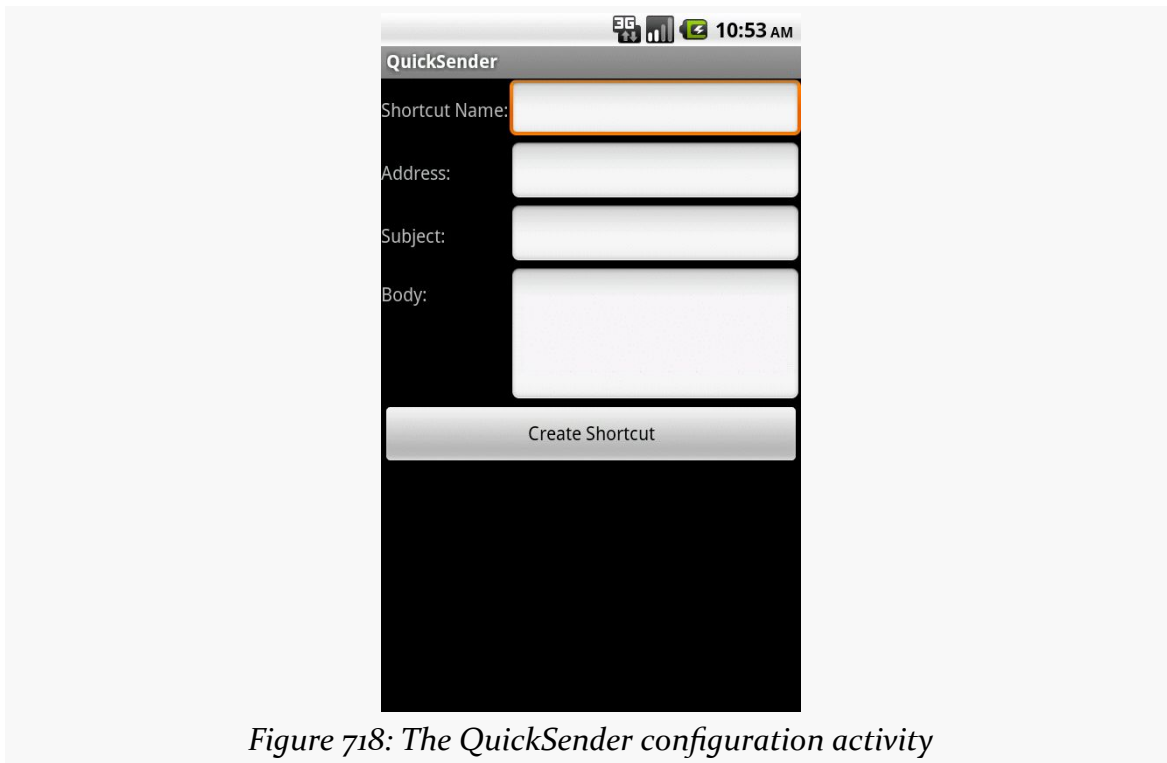 3G 10:53 AM
QuickSender
Shortcut Name:
Address:
Subject:
Body:
Create Shortcut
Figure 718: The QuickSender configuration activity